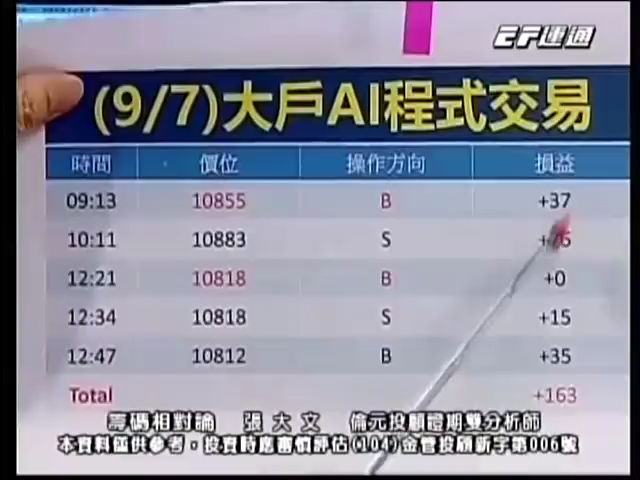 EF運通
(9/7)大戶AI程式交易
時間 價位 操作方向 損益
09:13 10855 B +37
10:11 10883 S +76
12:21 10818 B +0
12:34 10818 S +15
12:47 10812 B +35
Total +163
籌碼相對論 張大文 倫元投顧證期雙分析師
本資料僅供參考,投資時應審慎評估(104)金管投顧新字第006號